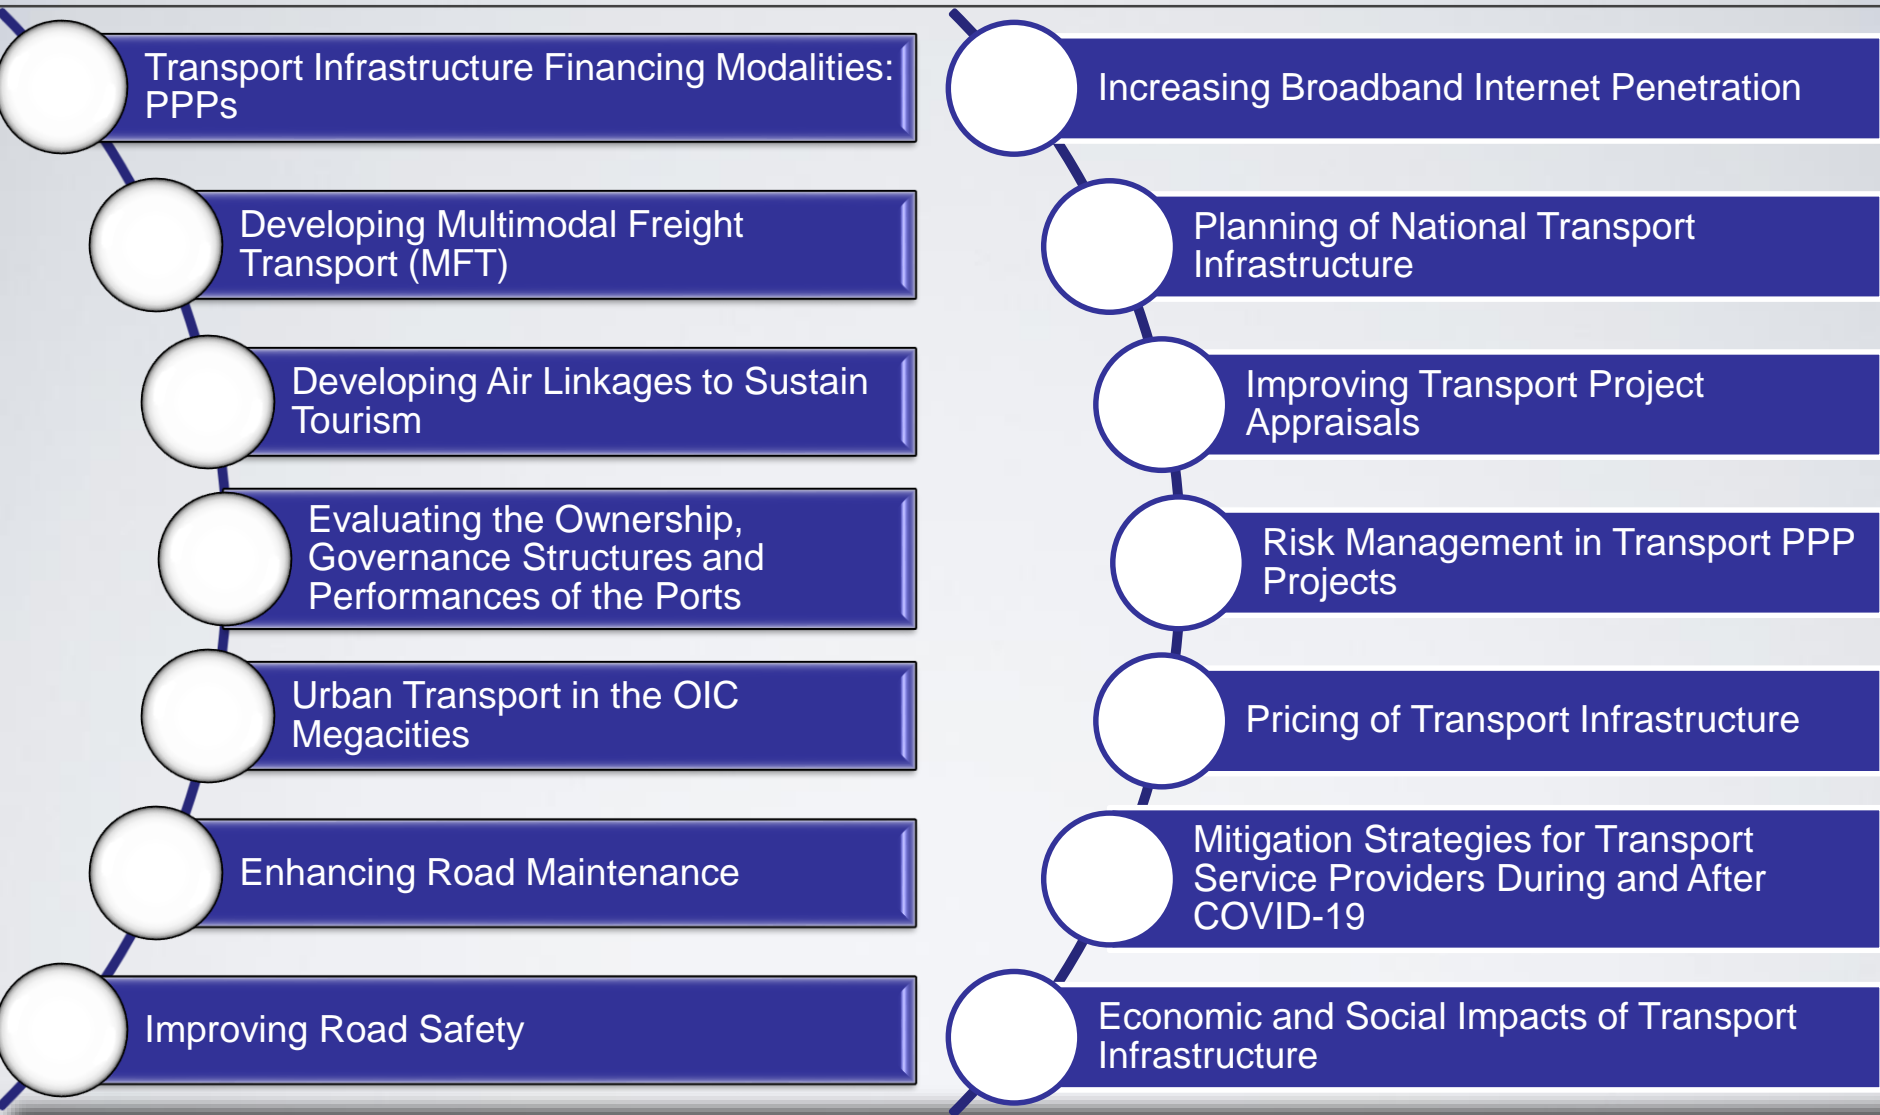 Transport Infrastructure Financing Modalities:
PPPs
Developing Multimodal Freight
Transport (MFT)
Developing Air Linkages to Sustain
Tourism
Evaluating the Ownership,
Governance Structures and
Performances of the Ports
Urban Transport in the OIC
Megacities
Enhancing Road Maintenance
Improving Road Safety
Increasing Broadband Internet Penetration
Planning of National Transport
Infrastructure
Improving Transport Project
Appraisals
Risk Management in Transport PPP
Projects
Pricing of Transport Infrastructure
Mitigation Strategies for Transport
Service Providers During and After
COVID-19
Economic and Social Impacts of Transport
Infrastructure